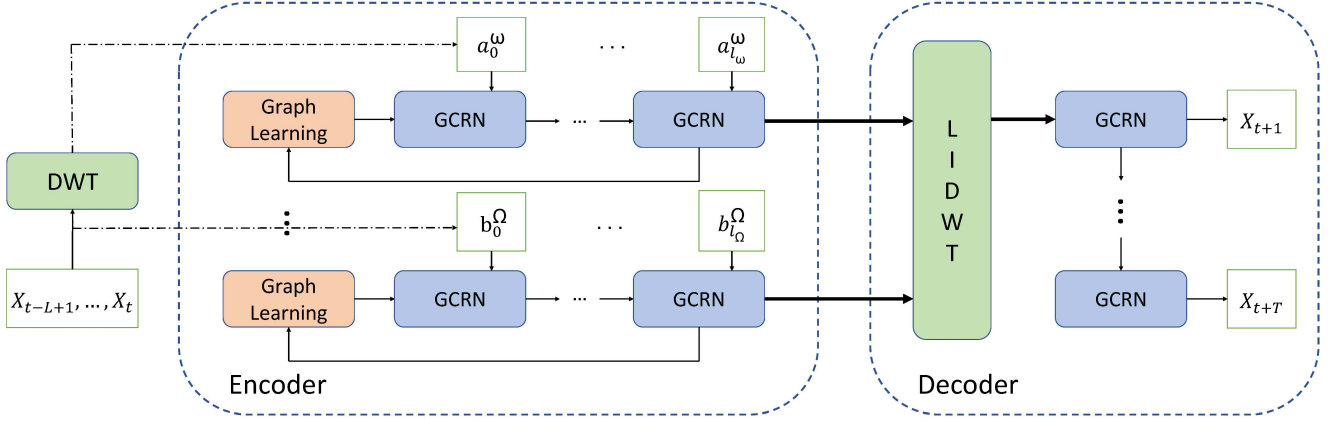 a_0^ω
. . .
a_{l_ω}^ω
Graph
Learning
GCRN
...
GCRN
L
I
D
W
T
GCRN
X_{t+1}
DWT
b_0^Ω
. . .
b_{l_Ω}^Ω
X_{t−L+1}, ..., X_t
Graph
Learning
GCRN
...
GCRN
GCRN
X_{t+T}
Encoder
Decoder